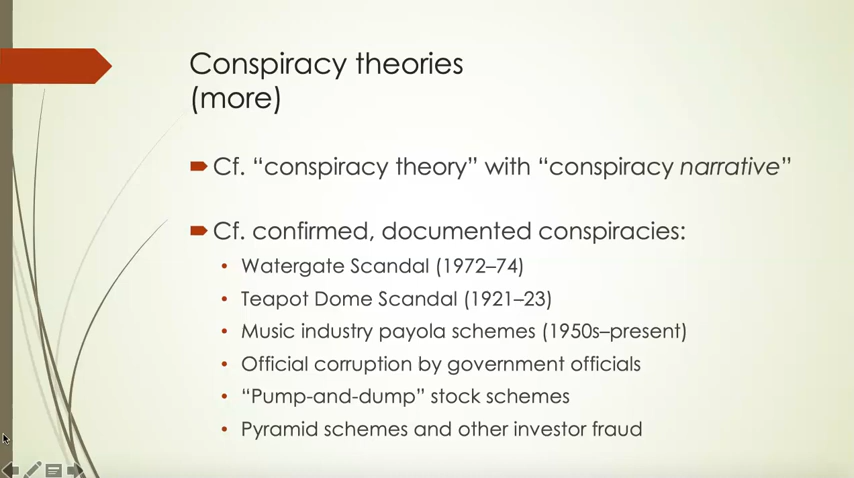 Conspiracy theories
(more)
Cf. “conspiracy theory” with “conspiracy narrative”
Cf. confirmed, documented conspiracies:
• Watergate Scandal (1972–74)
• Teapot Dome Scandal (1921–23)
• Music industry payola schemes (1950s–present)
• Official corruption by government officials
• “Pump-and-dump” stock schemes
• Pyramid schemes and other investor fraud